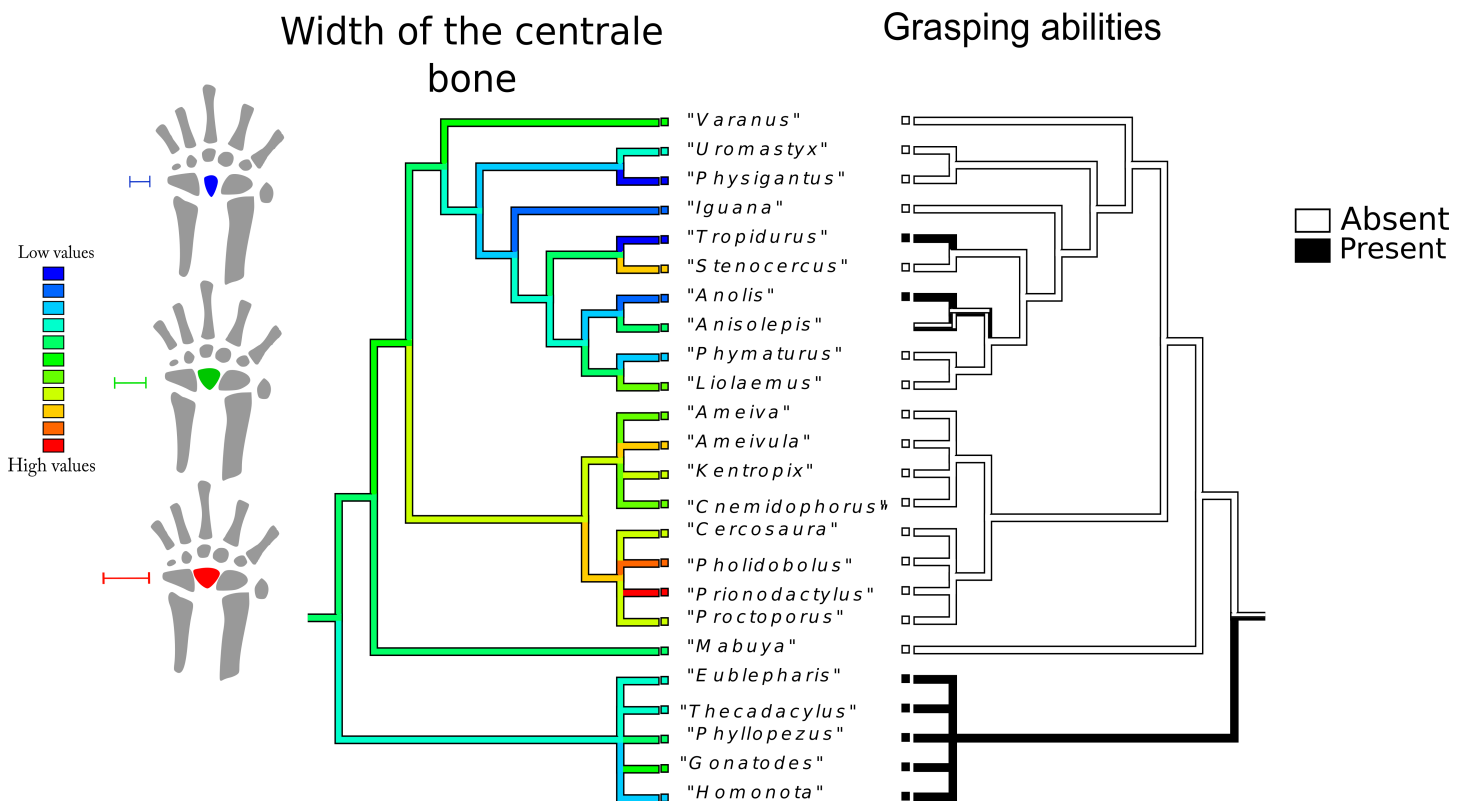 Width of the centrale
bone
Grasping abilities
Low values
High values
"Varanus"
"Uromastyx"
"Physigantus"
"Iguana"
"Tropidurus"
"Stenocercus"
"Anolis"
"Anisolepis"
"Phymaturus"
"Liolaemus"
"Ameiva"
"Ameivula"
"Kentropix"
"Cnemidophorus"
"Cercosaura"
"Pholidobolus"
"Prionodactylus"
"Proctoporus"
"Mabuya"
"Eublepharis"
"Thecadacylus"
"Phyllopezus"
"Gonatodes"
"Homonota"
Absent
Present